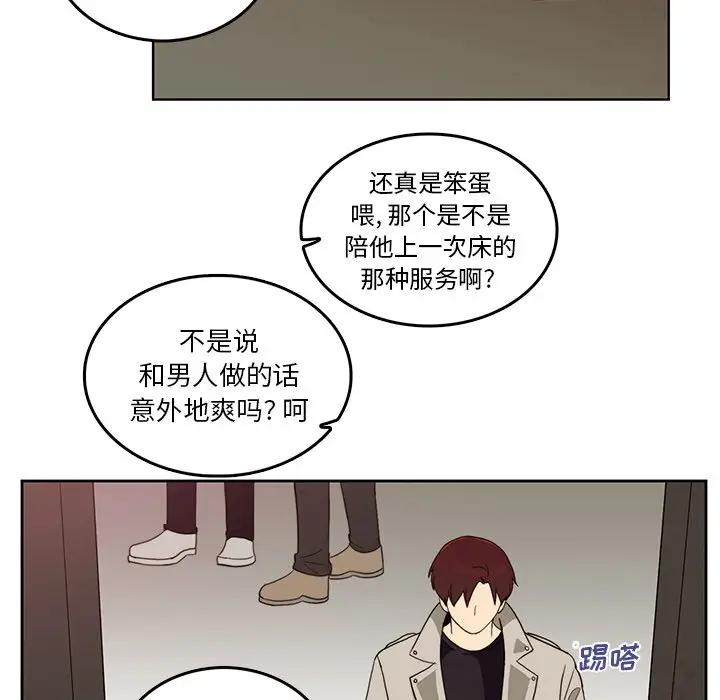 还真是笨蛋
喂, 那个是不是
陪他上一次床的
那种服务啊?
不是说
和男人做的话
意外地爽吗? 呵
踢嗒